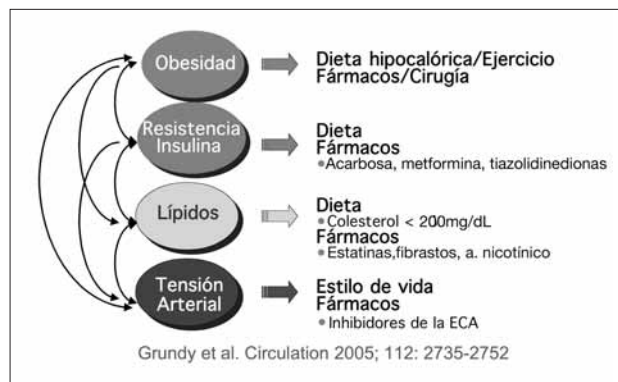 Obesidad
Dieta hipocalórica/Ejercicio
Fármacos/Cirugía
Resistencia
Insulina
Dieta
Fármacos
•Acarbosa, metformina, tiazolidinedionas
Lípidos
Dieta
•Colesterol < 200mg/dL
Fármacos
•Estatinas,fibrastos, a. nicotínico
Tensión
Arterial
Estilo de vida
Fármacos
•Inhibidores de la ECA
Grundy et al. Circulation 2005; 112: 2735-2752